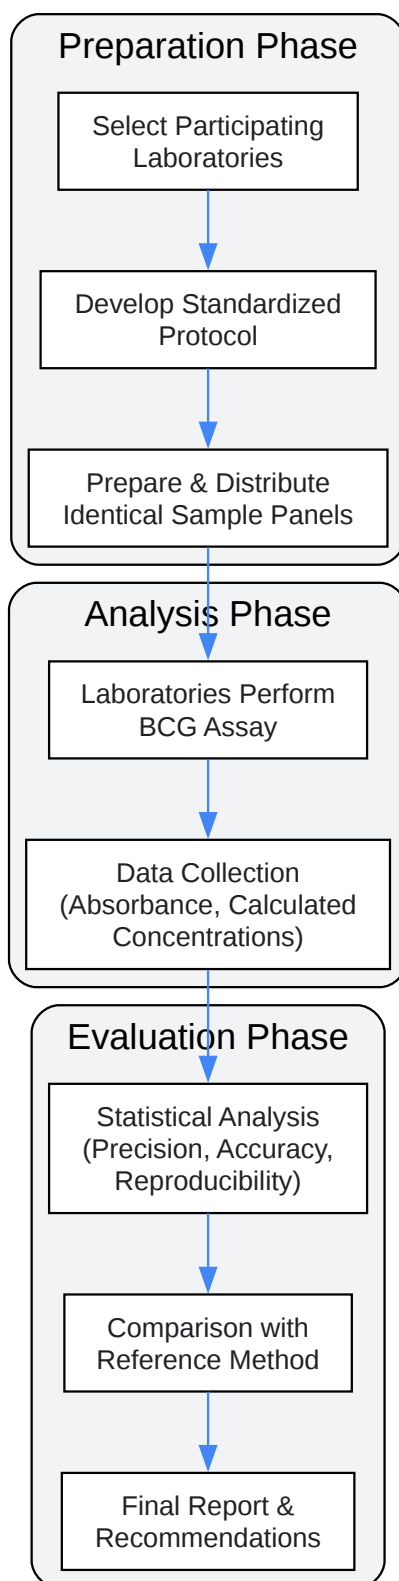 Preparation Phase
Select Participating
Laboratories
Develop Standardized
Protocol
Prepare & Distribute
Identical Sample Panels
Analysis Phase
Laboratories Perform
BCG Assay
Data Collection
(Absorbance, Calculated
Concentrations)
Evaluation Phase
Statistical Analysis
(Precision, Accuracy,
Reproducibility)
Comparison with
Reference Method
Final Report &
Recommendations